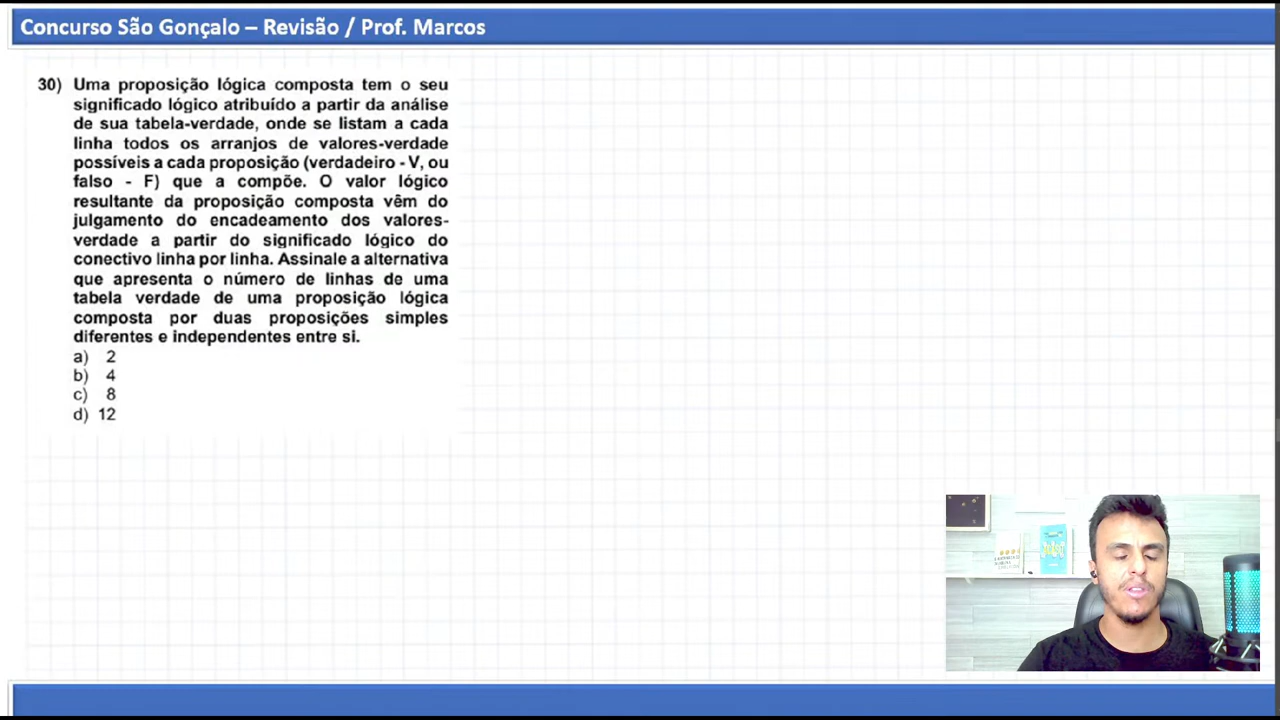 Concurso São Gonçalo – Revisão / Prof. Marcos
30) Uma proposição lógica composta tem o seu
significado lógico atribuído a partir da análise
de sua tabela-verdade, onde se listam a cada
linha todos os arranjos de valores-verdade
possíveis a cada proposição (verdadeiro - V, ou
falso - F) que a compõe. O valor lógico
resultante da proposição composta vêm do
julgamento do encadeamento dos valores-
verdade a partir do significado lógico do
conectivo linha por linha. Assinale a alternativa
que apresenta o número de linhas de uma
tabela verdade de uma proposição lógica
composta por duas proposições simples
diferentes e independentes entre si.
a) 2
b) 4
c) 8
d) 12